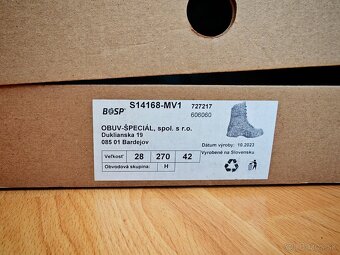 BOSP
S14168-MV1
727217
606060
OBUV-ŠPECIÁL, spol. s r.o.
Duklianska 19
085 01 Bardejov
Dátum výroby: 10.2023
Vyrobené na Slovensku
Veľkosť 28 270 42
Obvodová skupina: H